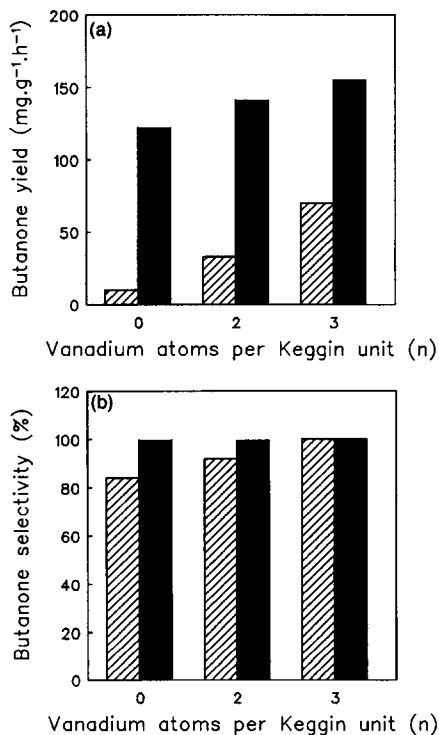 (a)
200
150
100
50
0
Butanone yield (mg.g⁻¹.h⁻¹)
0 2 3
Vanadium atoms per Keggin unit (n)
(b)
120
100
80
60
40
20
0
Butanone selectivity (%)
0 2 3
Vanadium atoms per Keggin unit (n)